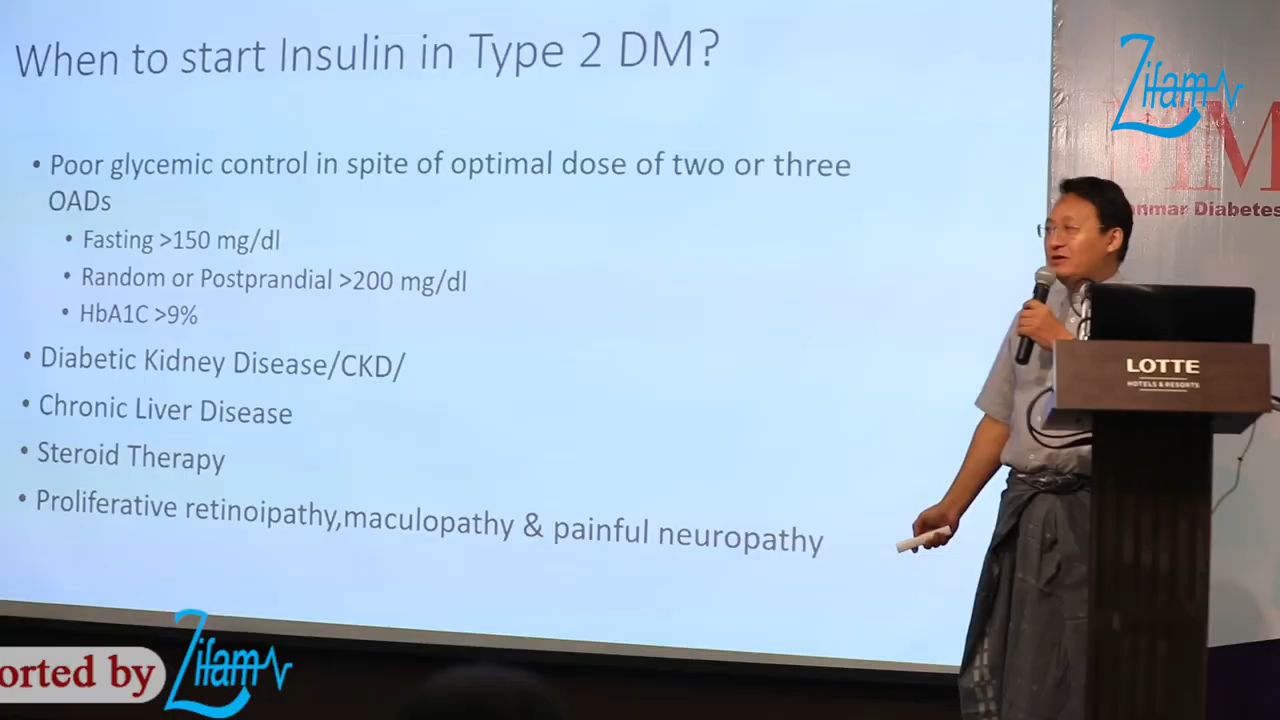 When to start Insulin in Type 2 DM?
• Poor glycemic control in spite of optimal dose of two or three
OADs
• Fasting >150 mg/dl
• Random or Postprandial >200 mg/dl
• HbA1C >9%
• Diabetic Kidney Disease/CKD/
• Chronic Liver Disease
• Steroid Therapy
• Proliferative retinoipathy,maculopathy & painful neuropathy
Zifam
anmar Diabetes
LOTTE
HOTELS & RESORTS
orted by
Zifam